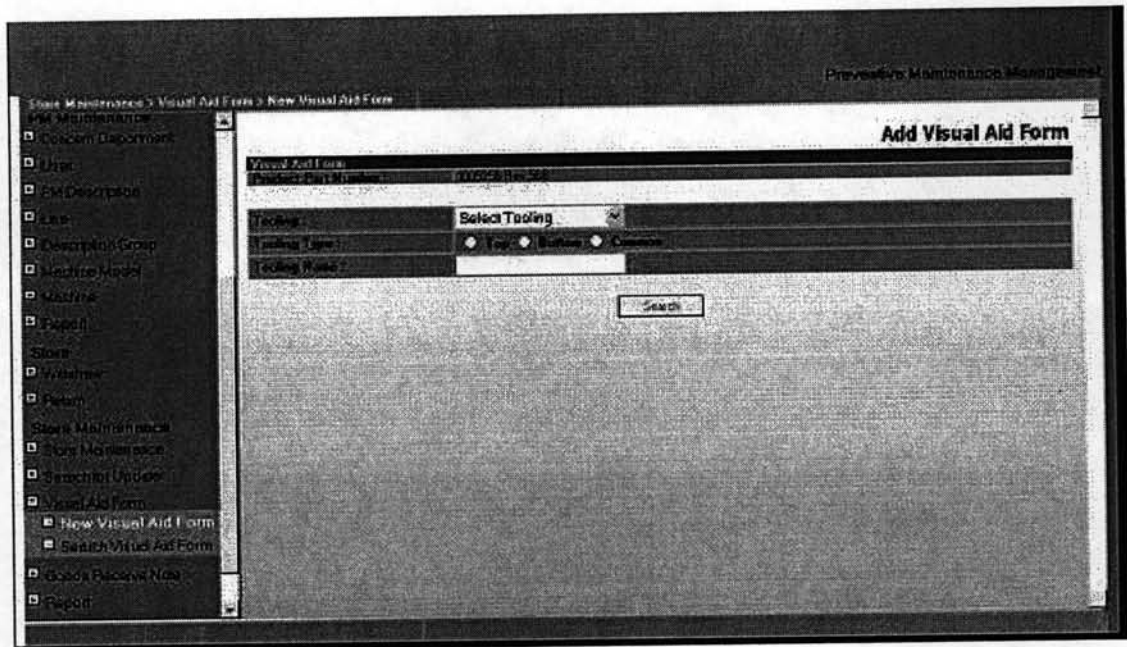 Preventive Maintenance Management
Store Maintenance > Visual Aid Form > New Visual Aid Form
PM Maintenance
Concern Department
User
PM Description
Line
Description Group
Machine Model
Machine
Report
Store
Withdraw
Return
Store Maintenance
Store Maintenance
Visual Aid Form
New Visual Aid Form
Search Visual Aid Form
Goods Receive Note
Report
Add Visual Aid Form
Visual Aid Form
Product Part Number :
Tooling : Select Tooling
Tooling Type : Top Bottom Common
Tooling Name :
Search